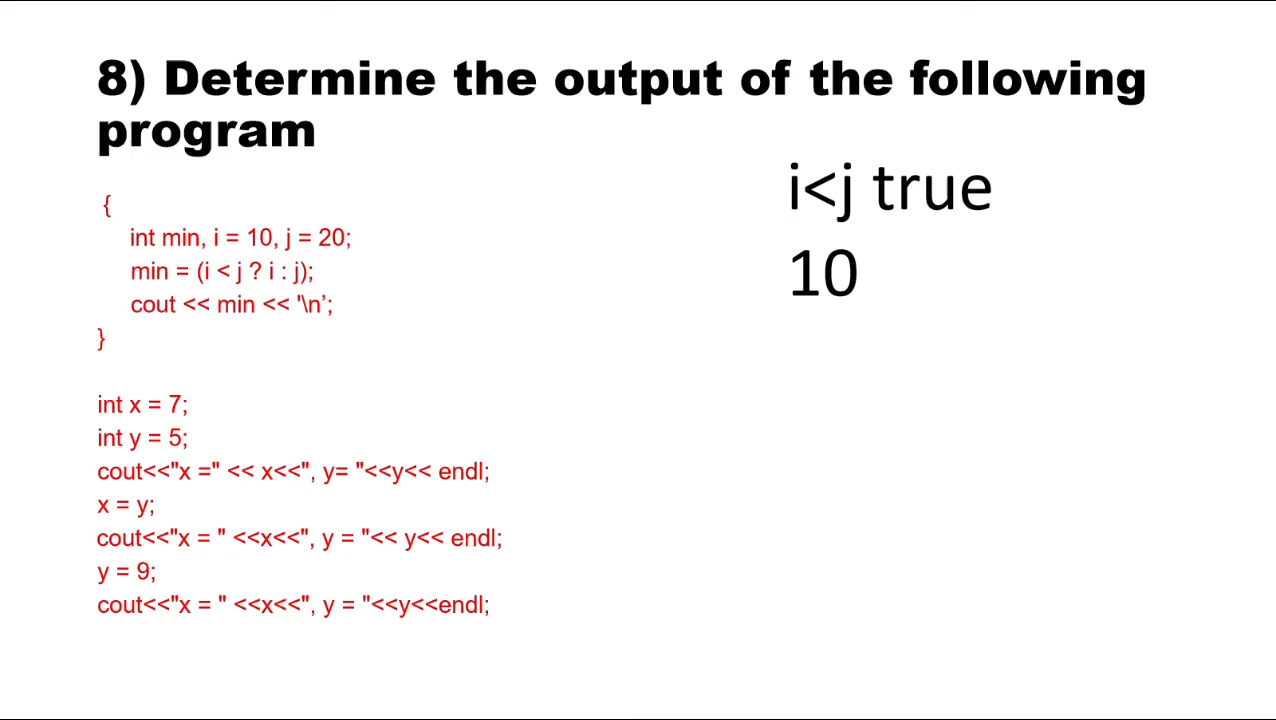 8) Determine the output of the following
program
{
int min, i = 10, j = 20;
min = (i < j ? i : j);
cout << min << '\n’;
}
int x = 7;
int y = 5;
cout<<"x =" << x<<", y= "<<y<< endl;
x = y;
cout<<"x = " <<x<<", y = "<< y<< endl;
y = 9;
cout<<"x = " <<x<<", y = "<<y<<endl;
i<j true
10